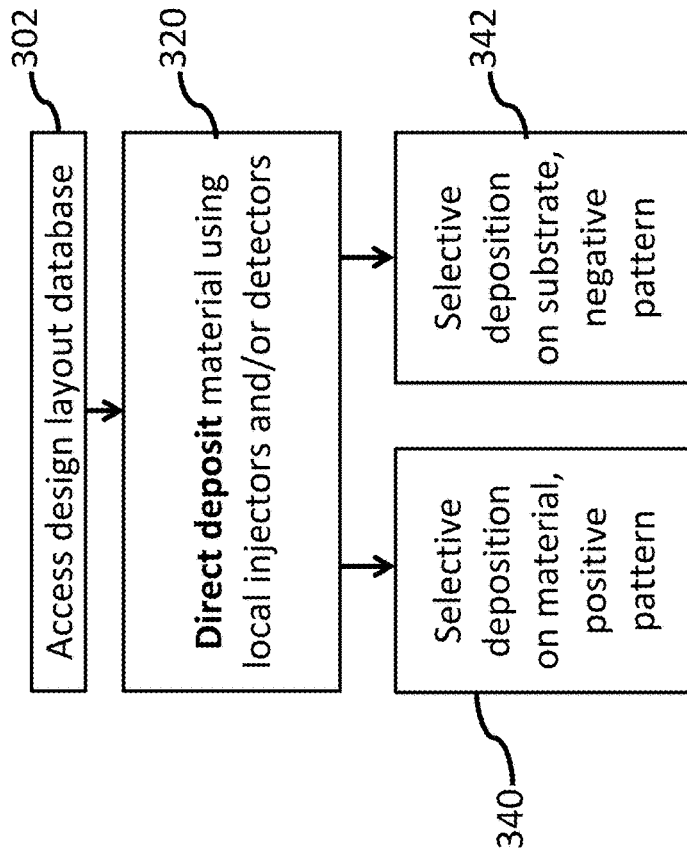 Access design layout database
302
Direct deposit material using
local injectors and/or detectors
320
Selective
deposition
on material,
positive
pattern
340
Selective
deposition
on substrate,
negative
pattern
342